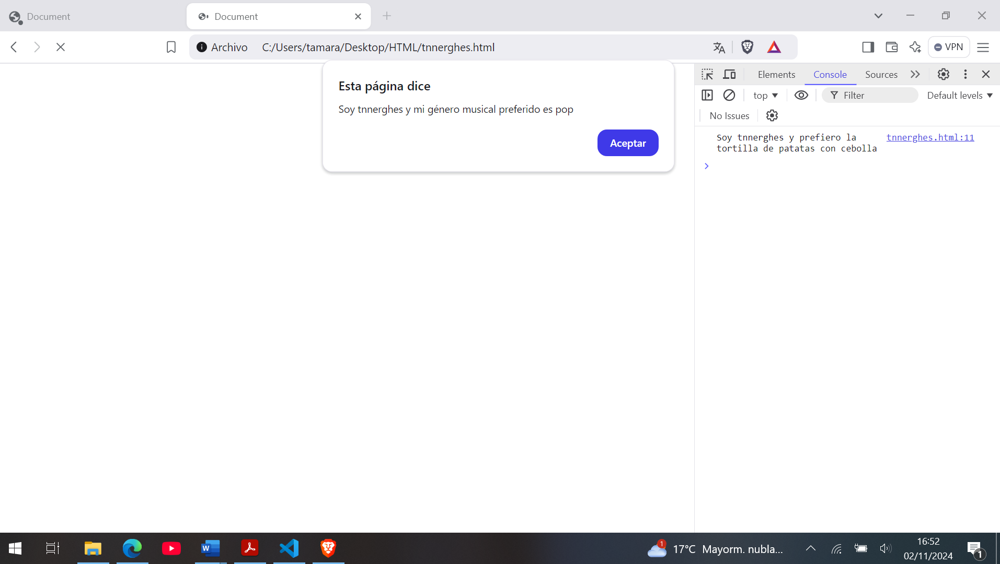 Document
Document
Archivo C:/Users/tamara/Desktop/HTML/tnnerghes.html
VPN
Esta página dice
Soy tnnerghes y mi género musical preferido es pop
Aceptar
Elements Console Sources
top Filter Default levels
No Issues
Soy tnnerghes y prefiero la tnnerghes.html:11
tortilla de patatas con cebolla
1 17°C Mayorm. nubla...
16:52
02/11/2024
1